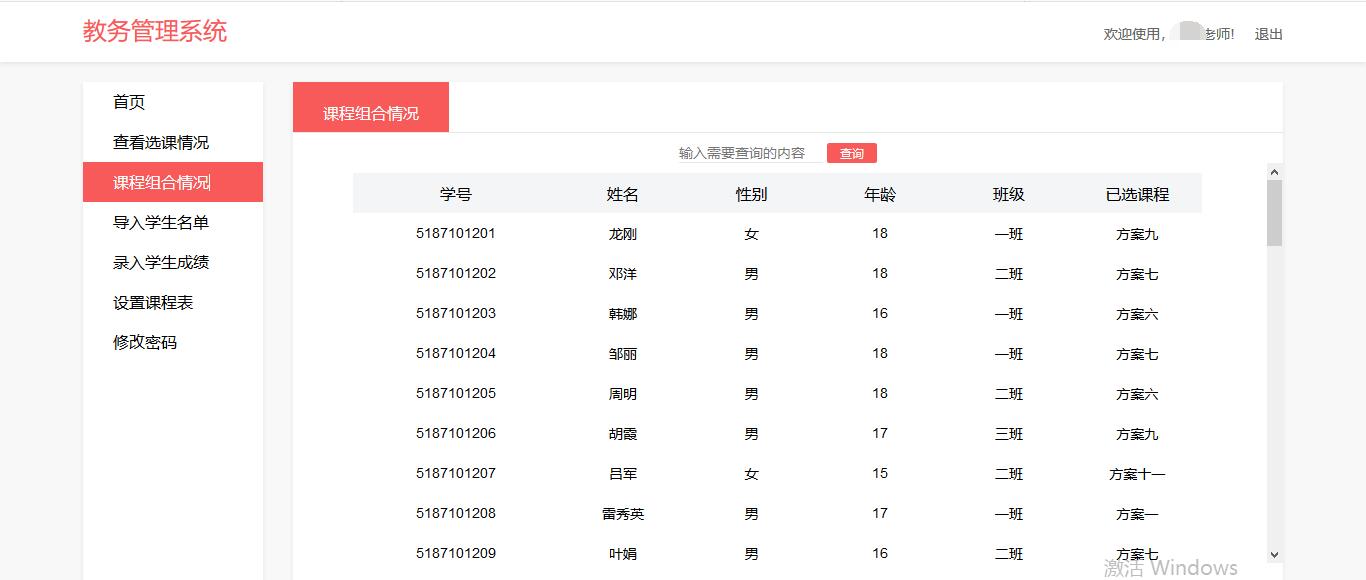 教务管理系统
欢迎使用, 老师! 退出
首页
查看选课情况
课程组合情况
导入学生名单
录入学生成绩
设置课程表
修改密码
课程组合情况
输入需要查询的内容 查询
学号 姓名 性别 年龄 班级 已选课程
5187101201 龙刚 女 18 一班 方案九
5187101202 邓洋 男 18 二班 方案七
5187101203 韩娜 男 16 一班 方案六
5187101204 邹丽 男 18 一班 方案七
5187101205 周明 男 18 二班 方案六
5187101206 胡霞 男 17 三班 方案九
5187101207 吕军 女 15 二班 方案十一
5187101208 雷秀英 男 17 一班 方案一
5187101209 叶娟 男 16 二班 方案七
激活 Windows